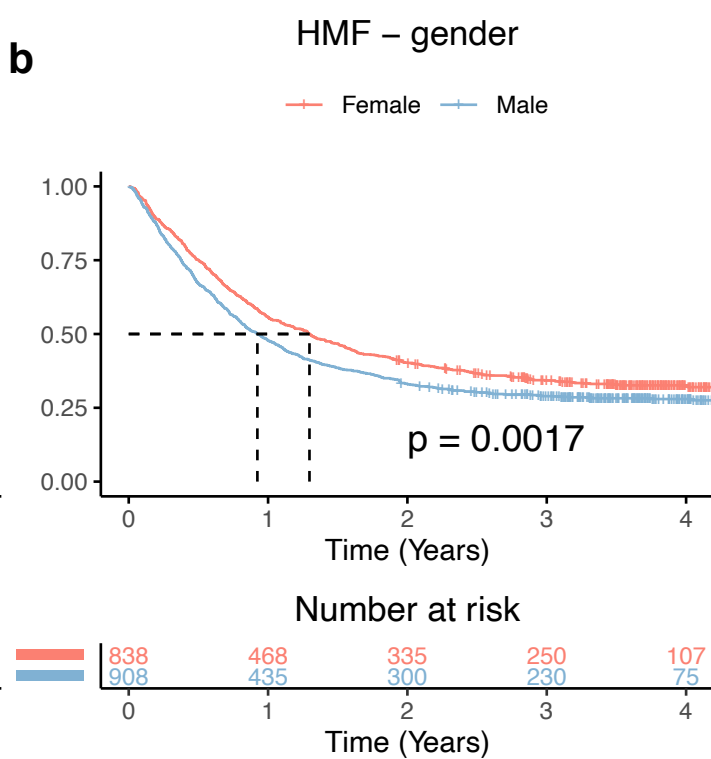 HMF – gender
b
Female Male
1.00
0.75
0.50
0.25
0.00
p = 0.0017
0 1 2 3 4
Time (Years)
Number at risk
838 468 335 250 107
908 435 300 230 75
0 1 2 3 4
Time (Years)